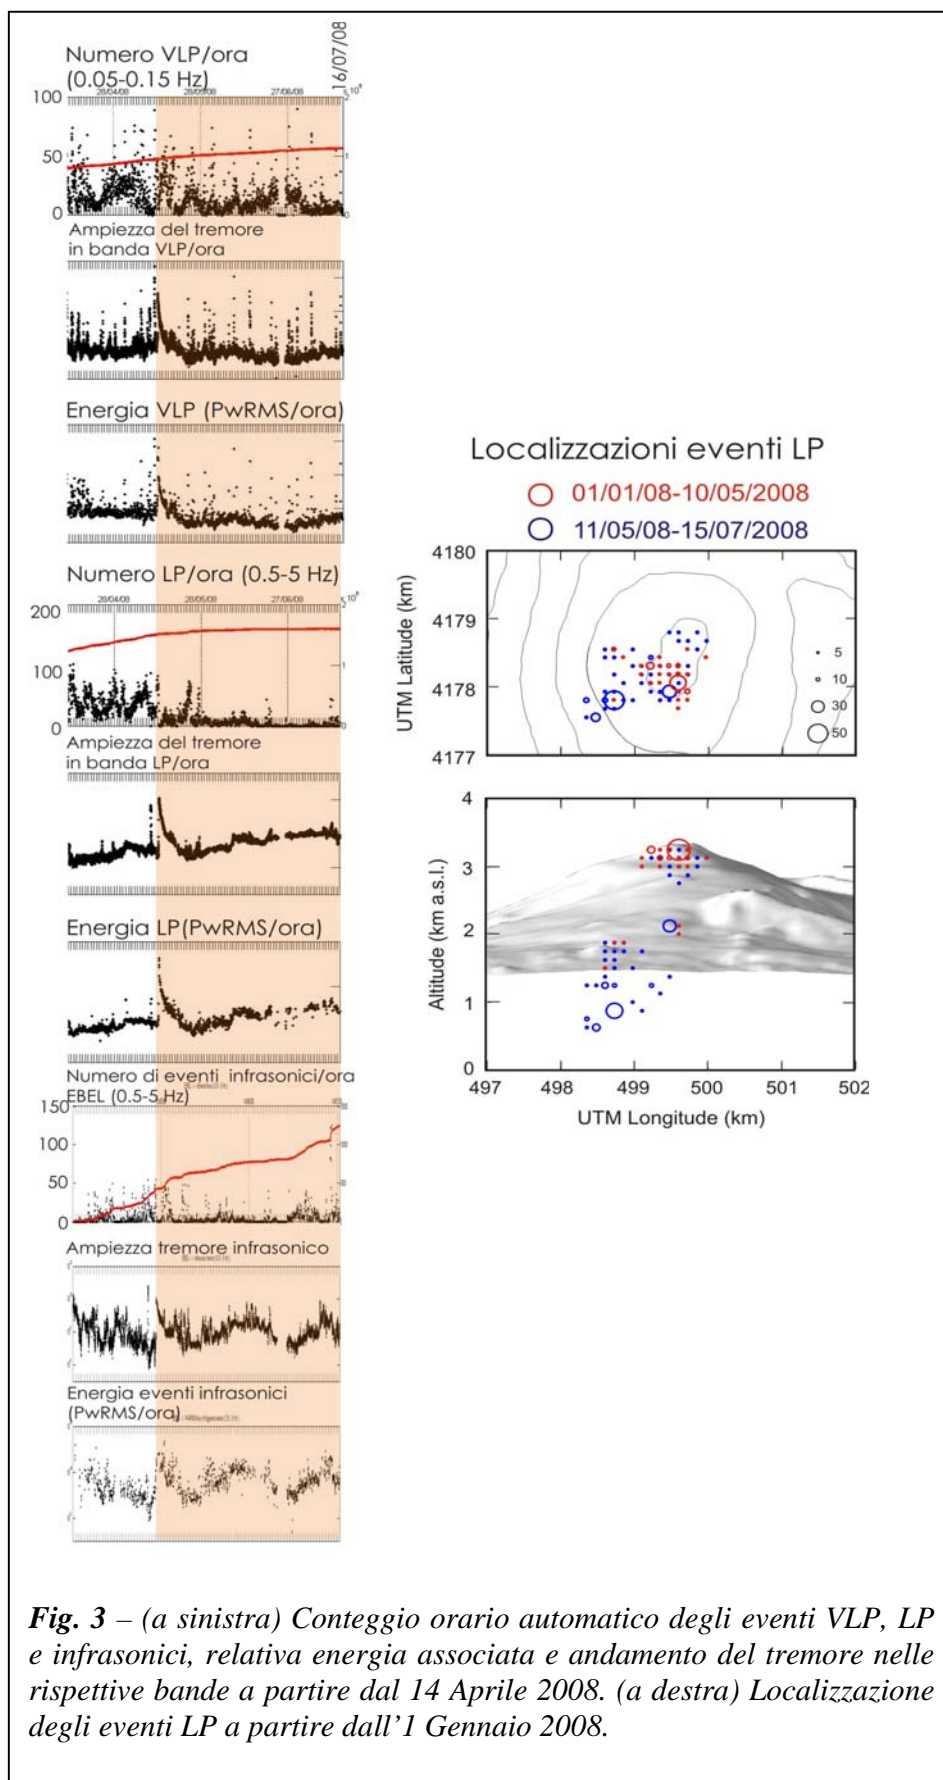 16/07/08
Numero VLP/ora
(0.05-0.15 Hz)
28/04/08 28/05/08 27/06/08
100
50
0
1
0
Ampiezza del tremore
in banda VLP/ora
Energia VLP (PwRMS/ora)
Numero LP/ora (0.5-5 Hz)
28/04/08 28/05/08 27/06/08
200
100
0
1
0
Ampiezza del tremore
in banda LP/ora
Energia LP(PwRMS/ora)
Numero di eventi infrasonici/ora
EBEL (0.5-5 Hz)
150
100
50
0
Ampiezza tremore infrasonico
Energia eventi infrasonici
(PwRMS/ora)
Localizzazioni eventi LP
01/01/08-10/05/2008
11/05/08-15/07/2008
4180
4179
4178
4177
UTM Latitude (km)
5
10
30
50
4
3
2
1
0
Altitude (km a.s.l.)
497 498 499 500 501 502
UTM Longitude (km)
Fig. 3 – (a sinistra) Conteggio orario automatico degli eventi VLP, LP
e infrasonici, relativa energia associata e andamento del tremore nelle
rispettive bande a partire dal 14 Aprile 2008. (a destra) Localizzazione
degli eventi LP a partire dall’1 Gennaio 2008.